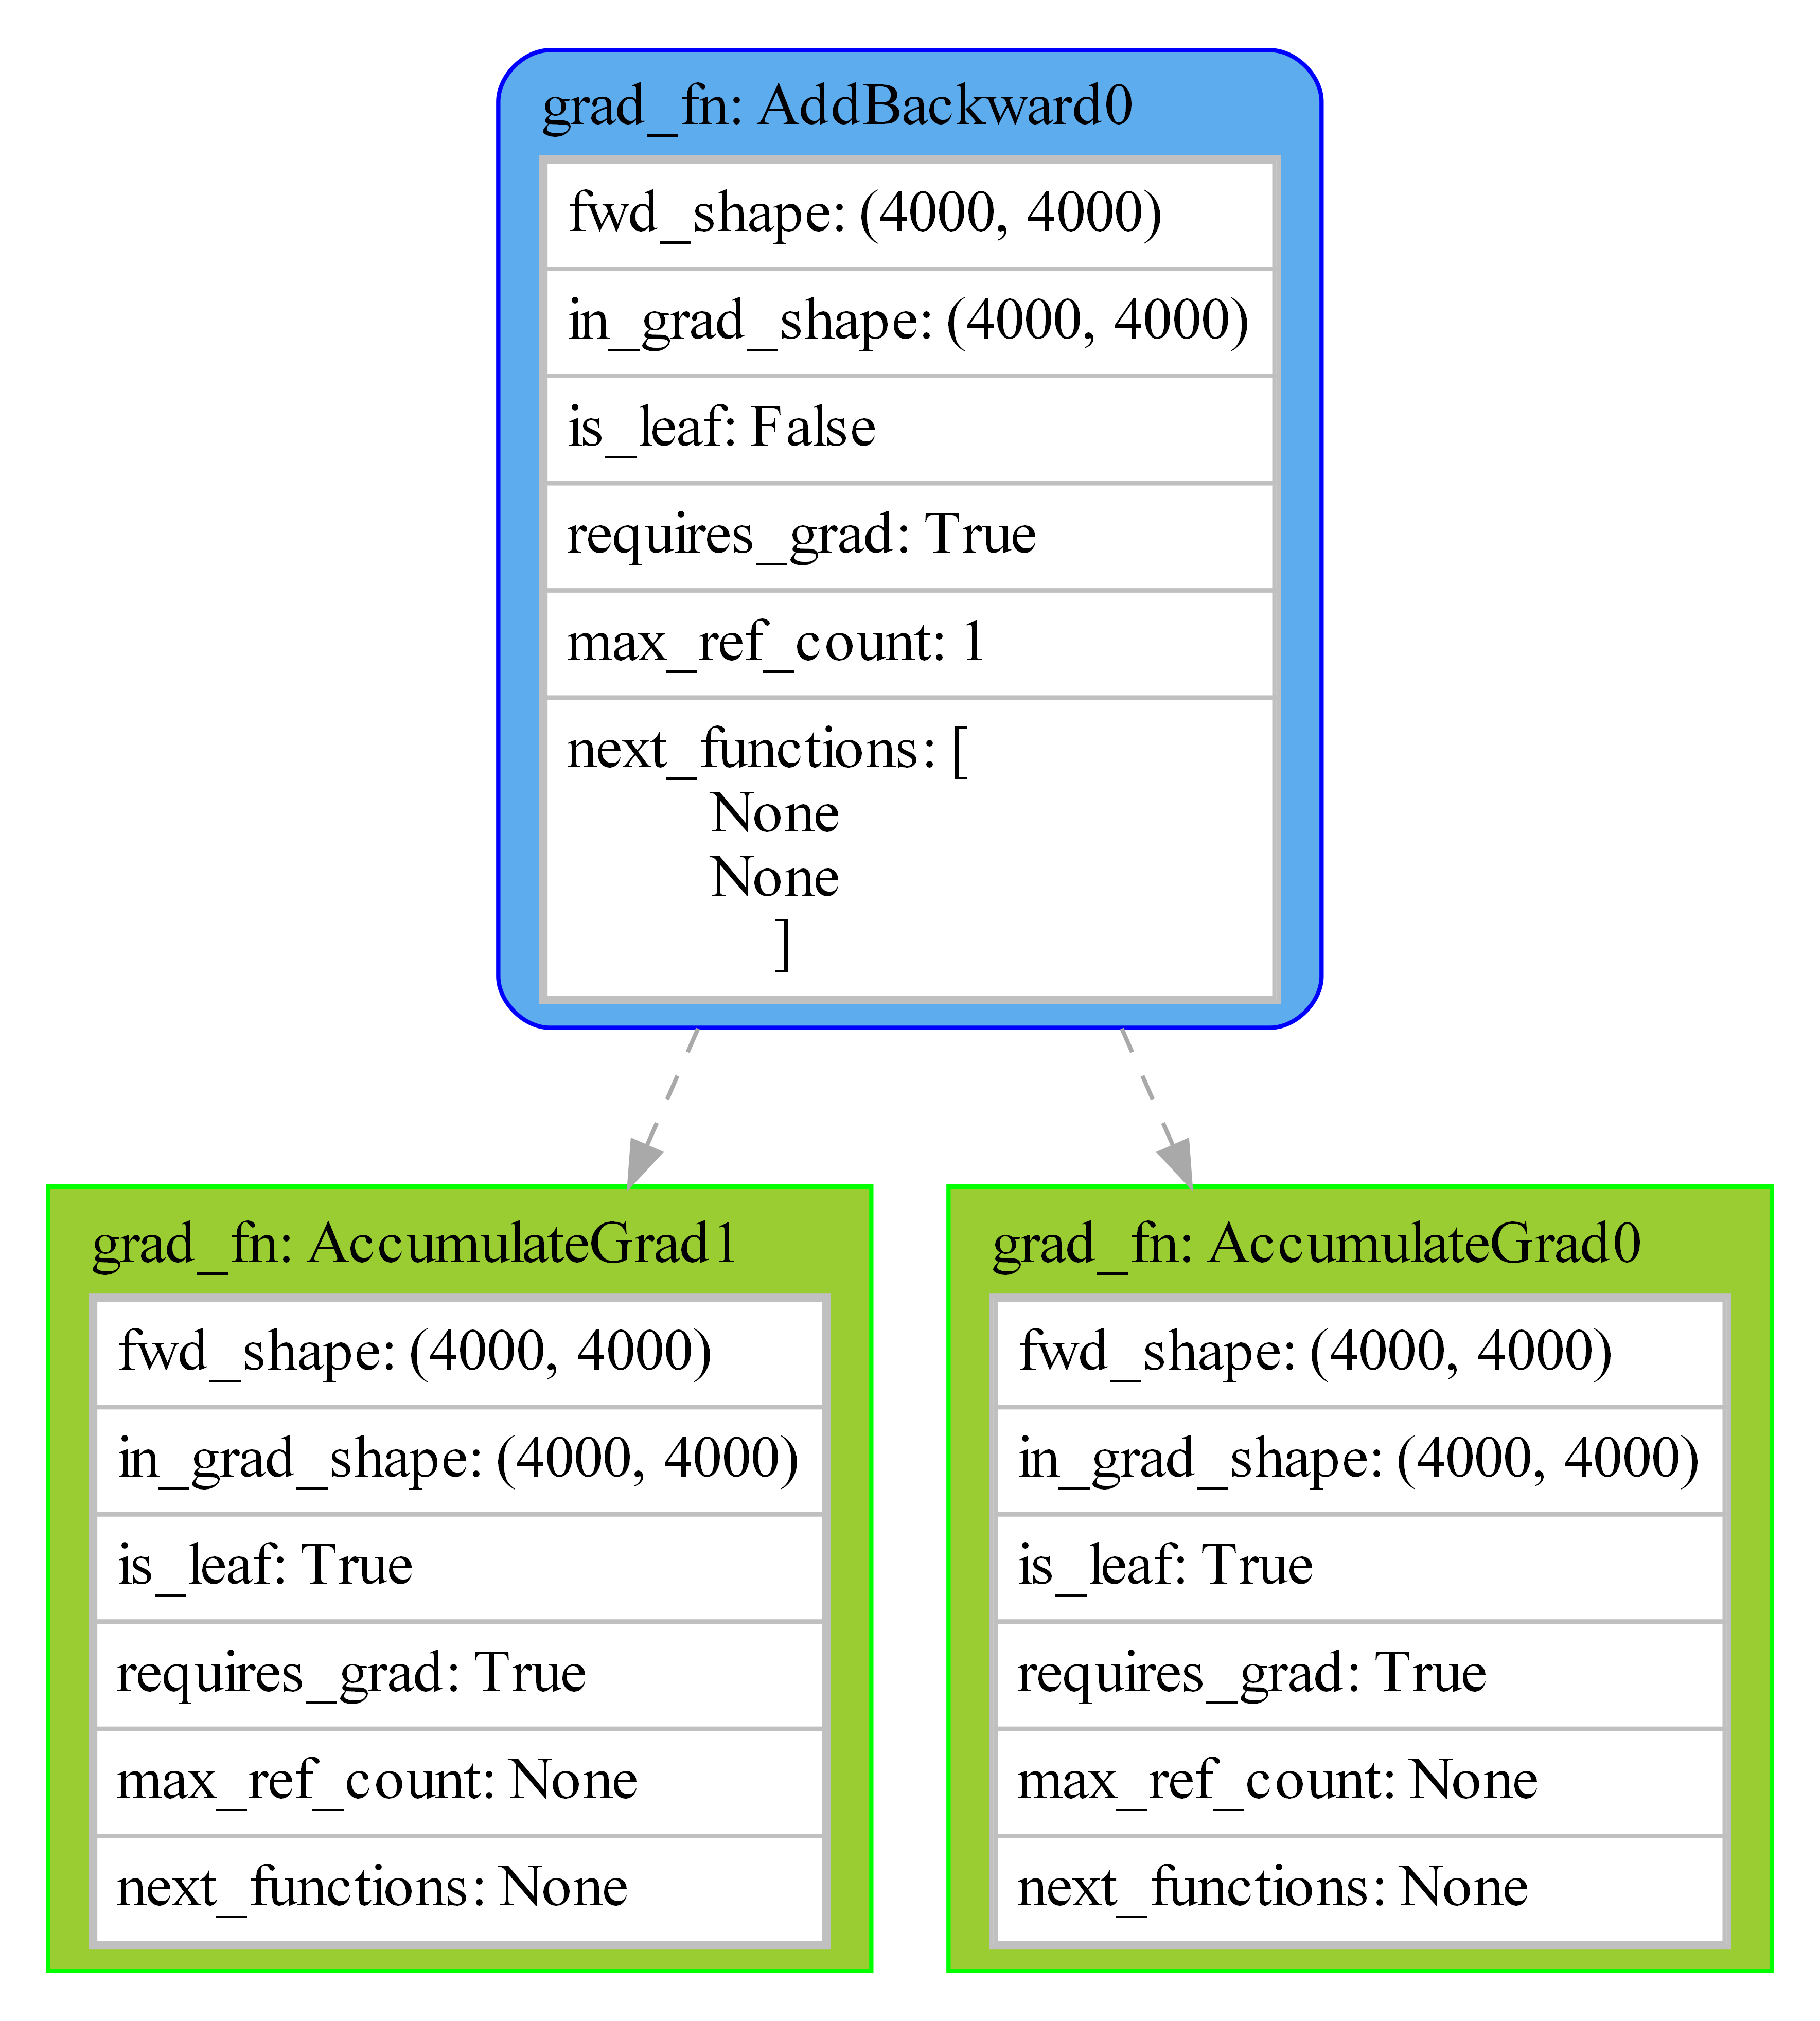 grad_fn: AddBackward0
fwd_shape: (4000, 4000)
in_grad_shape: (4000, 4000)
is_leaf: False
requires_grad: True
max_ref_count: 1
next_functions: [
None
None
]
grad_fn: AccumulateGrad1
fwd_shape: (4000, 4000)
in_grad_shape: (4000, 4000)
is_leaf: True
requires_grad: True
max_ref_count: None
next_functions: None
grad_fn: AccumulateGrad0
fwd_shape: (4000, 4000)
in_grad_shape: (4000, 4000)
is_leaf: True
requires_grad: True
max_ref_count: None
next_functions: None